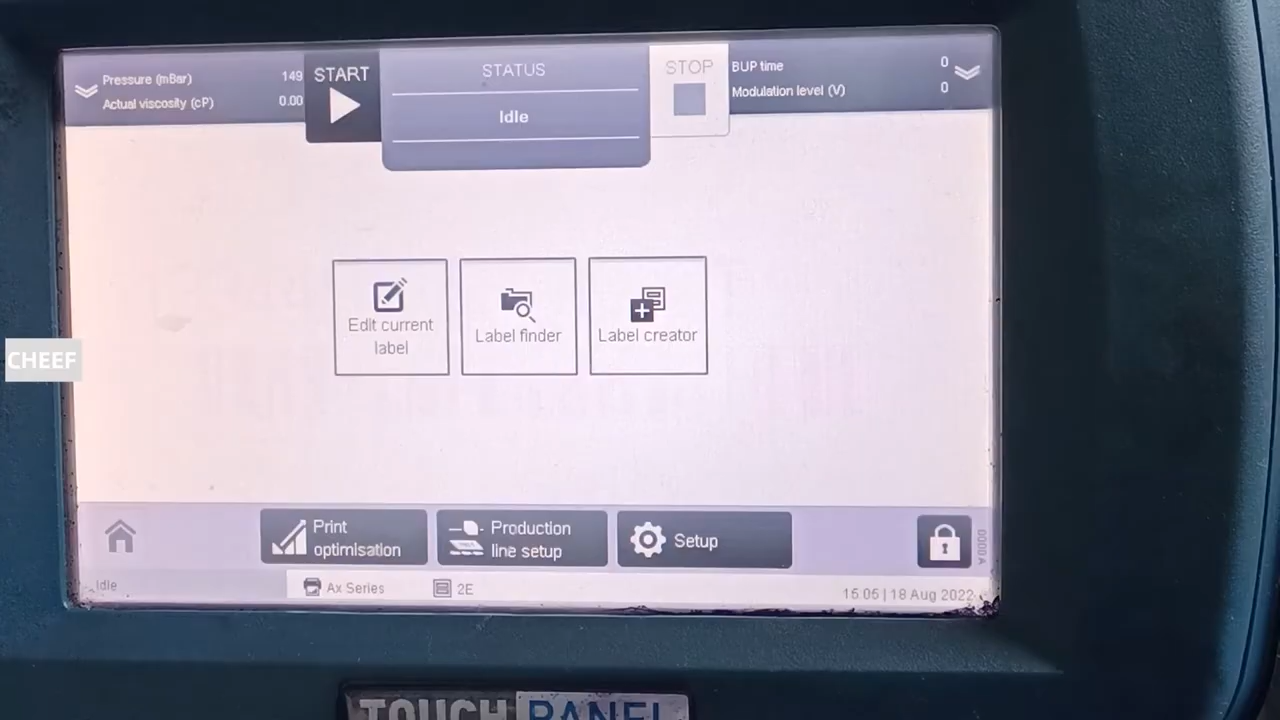 Pressure (mBar) 149
Actual viscosity (cP) 0.00
START
STATUS
Idle
STOP
BUP time 0
Modulation level (V) 0
Edit current
label
Label finder
Label creator
CHEEF
Print
optimisation
Production
line setup
Setup
0000A
Idle
Ax Series
2E
15:05 | 18 Aug 2022
TOUCH PANEL